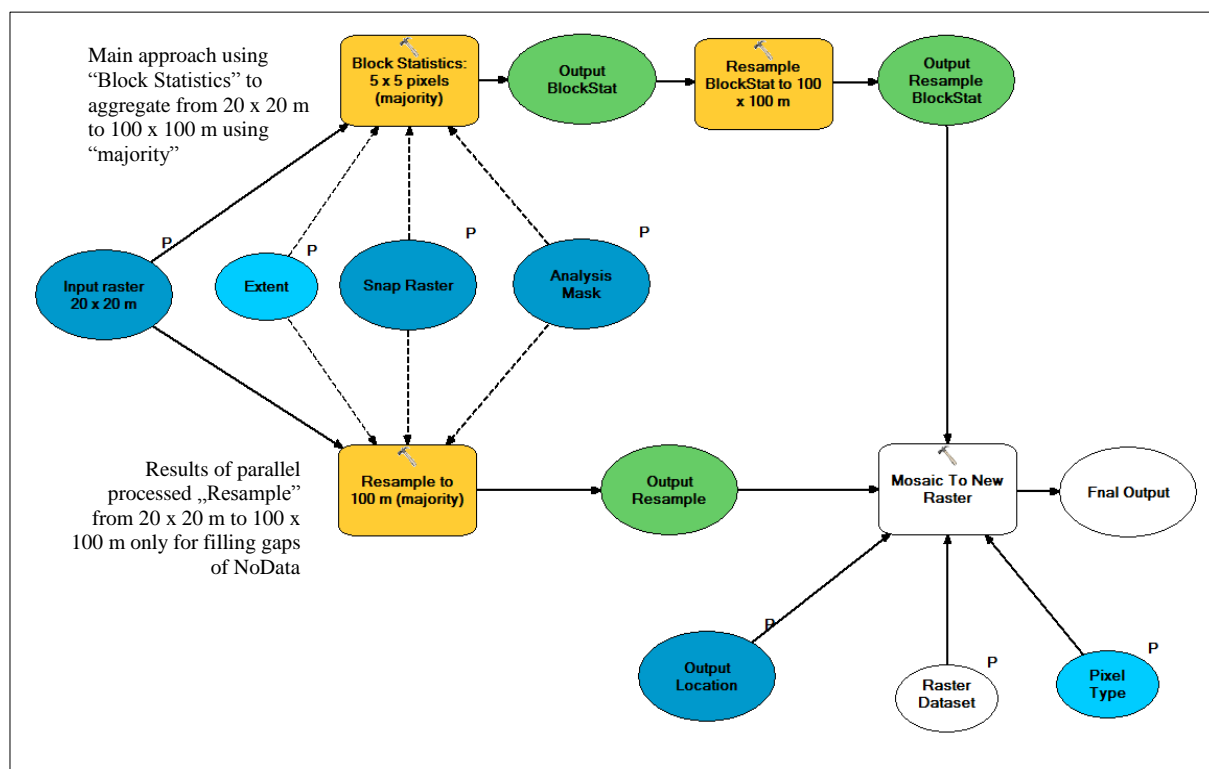 Main approach using
“Block Statistics” to
aggregate from 20 x 20 m
to 100 x 100 m using
“majority”
Block Statistics:
5 x 5 pixels
(majority)
Output
BlockStat
Resample
BlockStat to 100
x 100 m
Output
Resample
BlockStat
P
Input raster
20 x 20 m
P
Extent
P
Snap Raster
P
Analysis
Mask
Results of parallel
processed „Resample”
from 20 x 20 m to 100 x
100 m only for filling gaps
of NoData
Resample to
100 m (majority)
Output
Resample
Mosaic To New
Raster
Fnal Output
P
Output
Location
P
Raster
Dataset
P
Pixel
Type